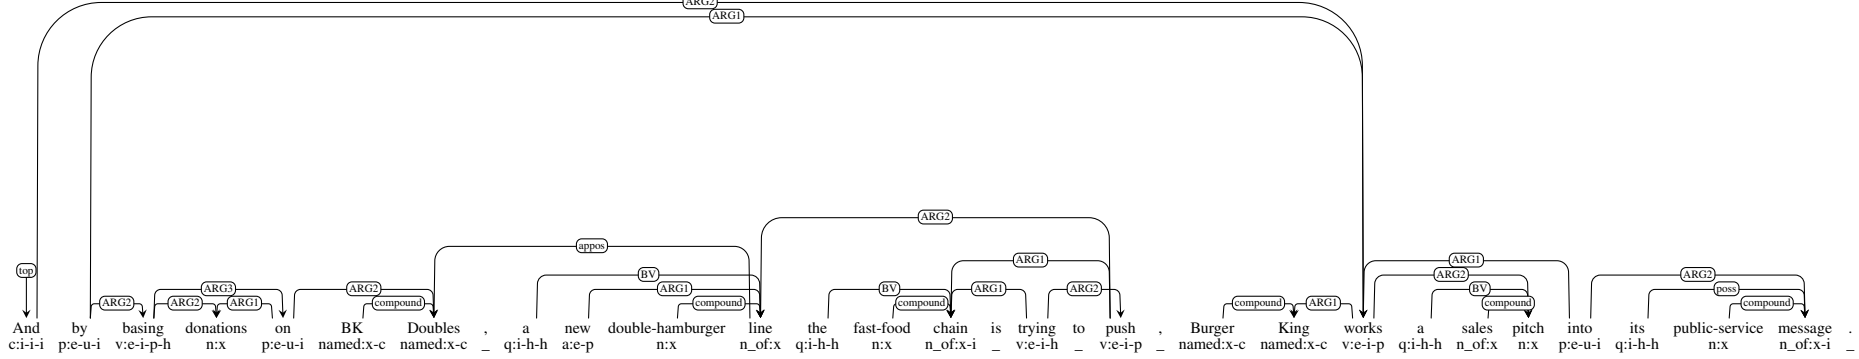 ARG2
ARG1
ARG2
appos
top
ARG1
ARG1
BV
ARG2
ARG1
ARG2
ARG3
ARG2
ARG1
BV
ARG1
ARG2
BV
poss
ARG2
ARG2
ARG1
compound
compound
compound
compound
ARG1
compound
compound
And by basing donations on BK Doubles , a new double-hamburger line the fast-food chain is trying to push , Burger King works a sales pitch into its public-service message .
c:i-i-i p:e-u-i v:e-i-p-h n:x p:e-u-i named:x-c named:x-c _ q:i-h-h a:e-p n:x n_of:x q:i-h-h n:x n_of:x-i _ v:e-i-h _ v:e-i-p _ named:x-c named:x-c v:e-i-p q:i-h-h n_of:x n:x p:e-u-i q:i-h-h n:x n_of:x-i _